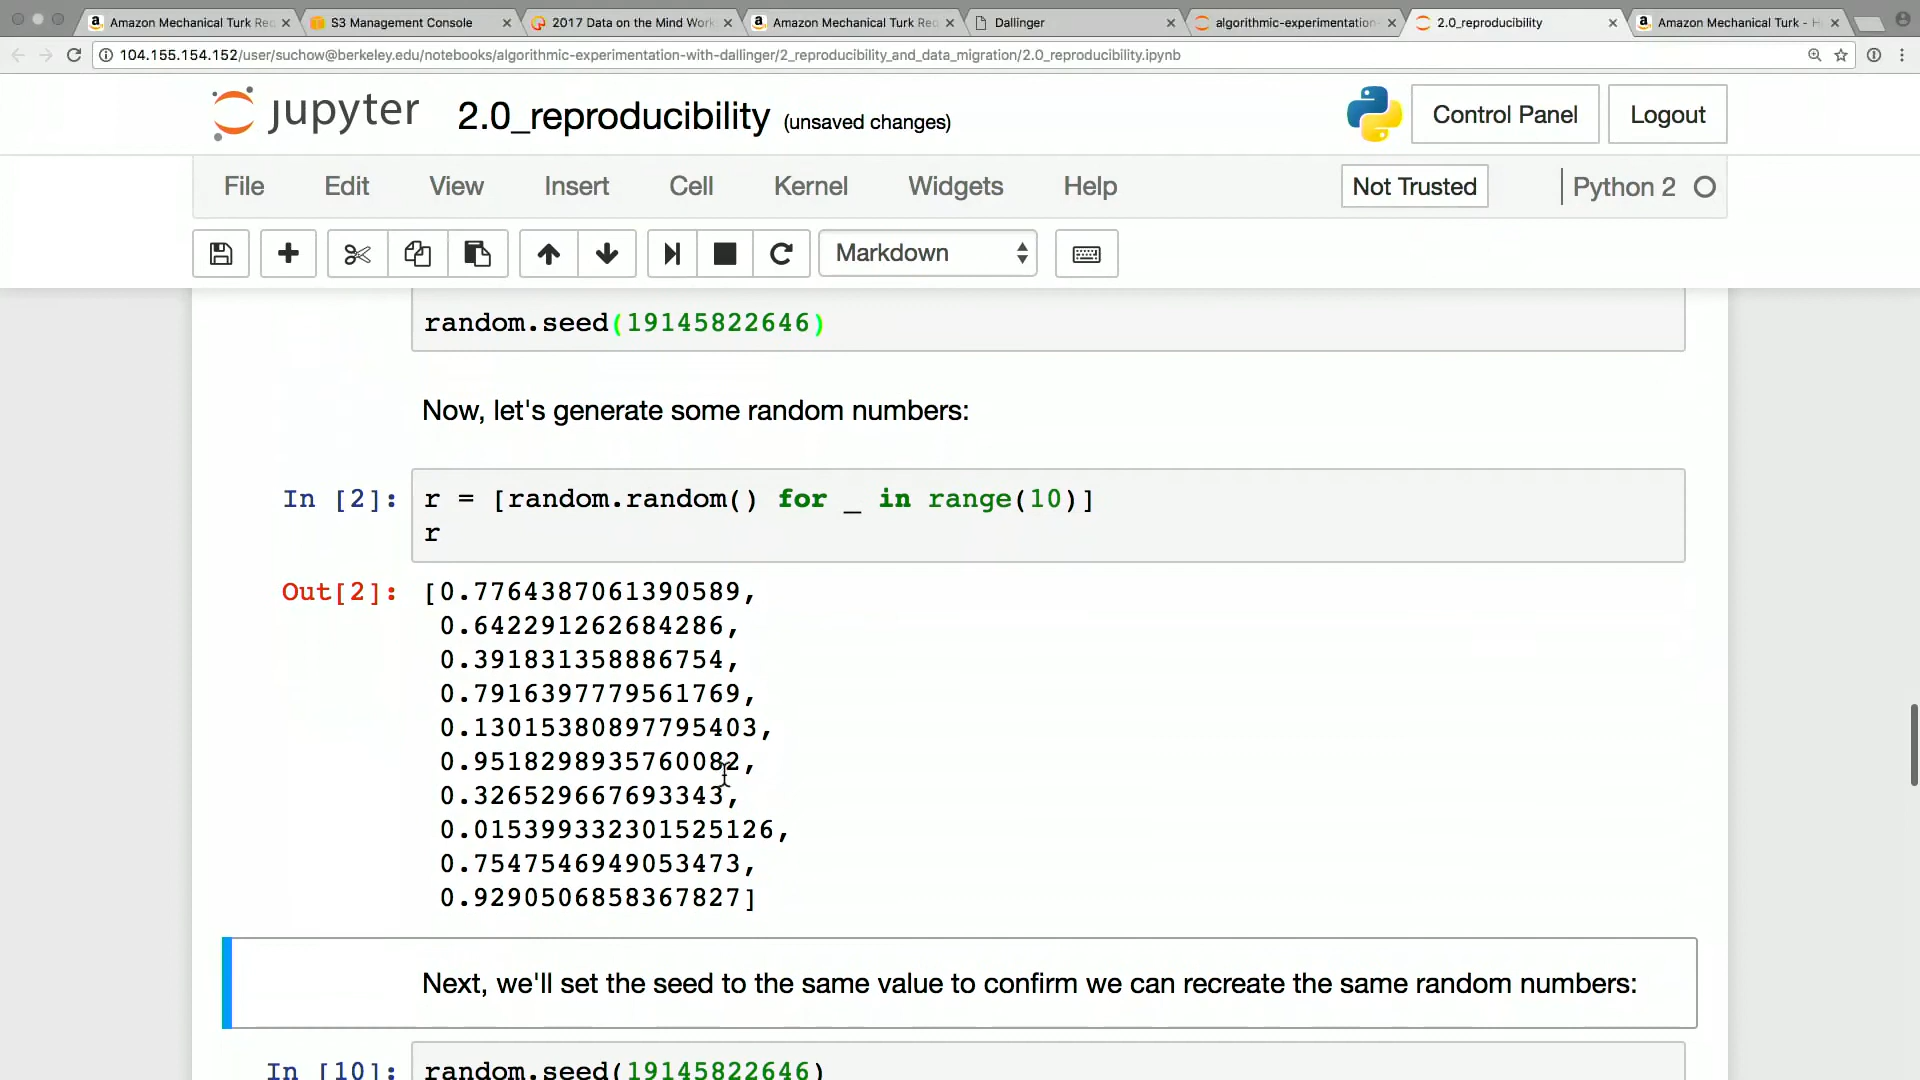 Amazon Mechanical Turk Req
S3 Management Console
2017 Data on the Mind Work
Amazon Mechanical Turk Req
Dallinger
algorithmic-experimentation-
2.0_reproducibility
Amazon Mechanical Turk - H
104.155.154.152/user/suchow@berkeley.edu/notebooks/algorithmic-experimentation-with-dallinger/2_reproducibility_and_data_migration/2.0_reproducibility.ipynb
jupyter
2.0_reproducibility (unsaved changes)
Control Panel
Logout
File Edit View Insert Cell Kernel Widgets Help
Not Trusted
Python 2
Markdown
random.seed(19145822646)
Now, let's generate some random numbers:
In [2]: r = [random.random() for _ in range(10)]
r
Out[2]: [0.7764387061390589,
0.642291262684286,
0.391831358886754,
0.7916397779561769,
0.13015380897795403,
0.9518298935760082,
0.326529667693343,
0.015399332301525126,
0.7547546949053473,
0.9290506858367827]
Next, we'll set the seed to the same value to confirm we can recreate the same random numbers:
In [10]: random.seed(19145822646)